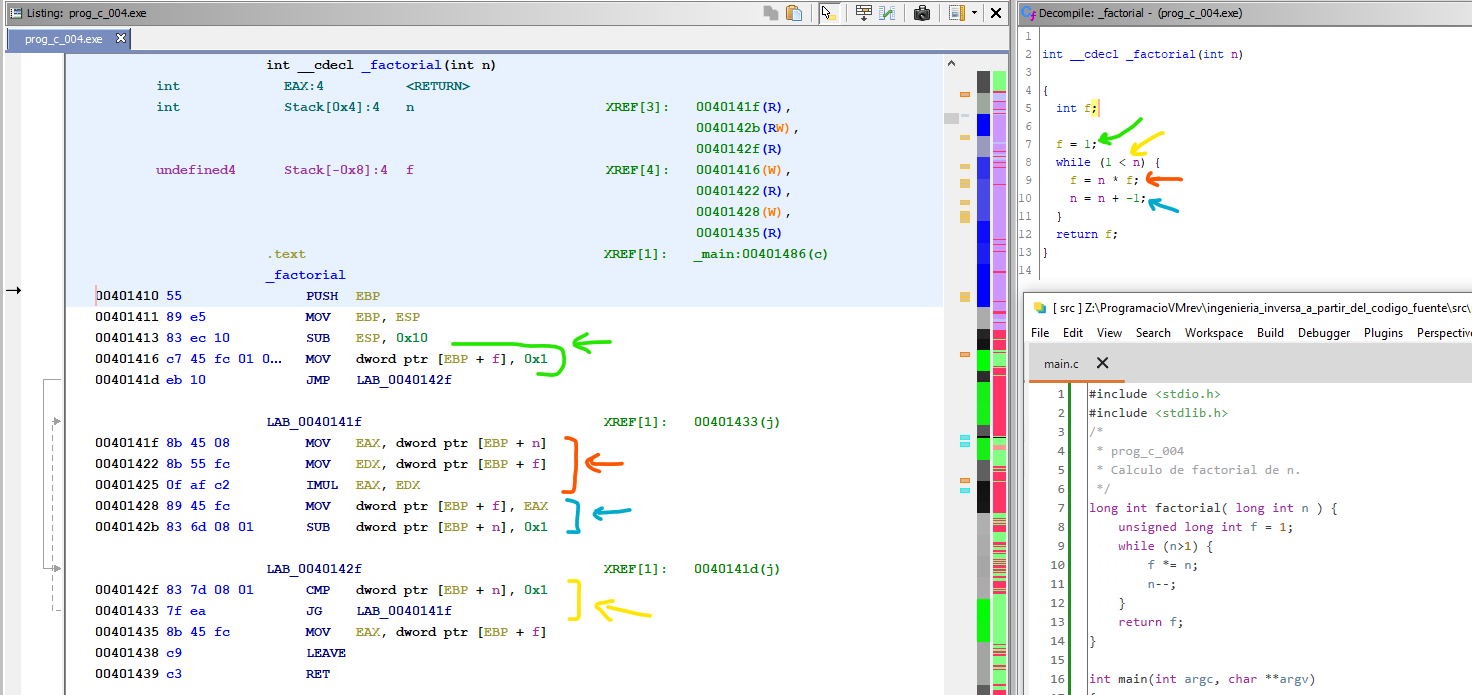 Listing: prog_c_004.exe
prog_c_004.exe
int __cdecl _factorial(int n)
int EAX:4 <RETURN>
int Stack[0x4]:4 n XREF[3]: 0040141f(R),
0040142b(RW),
0040142f(R)
undefined4 Stack[-0x8]:4 f XREF[4]: 00401416(W),
00401422(R),
00401428(W),
00401435(R)
.text XREF[1]: _main:00401486(c)
_factorial
00401410 55 PUSH EBP
00401411 89 e5 MOV EBP, ESP
00401413 83 ec 10 SUB ESP, 0x10
00401416 c7 45 fc 01 0... MOV dword ptr [EBP + f], 0x1
0040141d eb 10 JMP LAB_0040142f
LAB_0040141f XREF[1]: 00401433(j)
0040141f 8b 45 08 MOV EAX, dword ptr [EBP + n]
00401422 8b 55 fc MOV EDX, dword ptr [EBP + f]
00401425 0f af c2 IMUL EAX, EDX
00401428 89 45 fc MOV dword ptr [EBP + f], EAX
0040142b 83 6d 08 01 SUB dword ptr [EBP + n], 0x1
LAB_0040142f XREF[1]: 0040141d(j)
0040142f 83 7d 08 01 CMP dword ptr [EBP + n], 0x1
00401433 7f ea JG LAB_0040141f
00401435 8b 45 fc MOV EAX, dword ptr [EBP + f]
00401438 c9 LEAVE
00401439 c3 RET
Decompile: _factorial - (prog_c_004.exe)
1
2 int __cdecl _factorial(int n)
3
4 {
5 int f;
6
7 f = 1;
8 while (1 < n) {
9 f = n * f;
10 n = n + -1;
11 }
12 return f;
13 }
14
[ src ] Z:\ProgramacioVMrev\ingenieria_inversa_a_partir_del_codigo_fuente\src\
File Edit View Search Workspace Build Debugger Plugins Perspective
main.c
1 #include <stdio.h>
2 #include <stdlib.h>
3 /*
4 * prog_c_004
5 * Calculo de factorial de n.
6 */
7 long int factorial( long int n ) {
8 unsigned long int f = 1;
9 while (n>1) {
10 f *= n;
11 n--;
12 }
13 return f;
14 }
15
16 int main(int argc, char **argv)